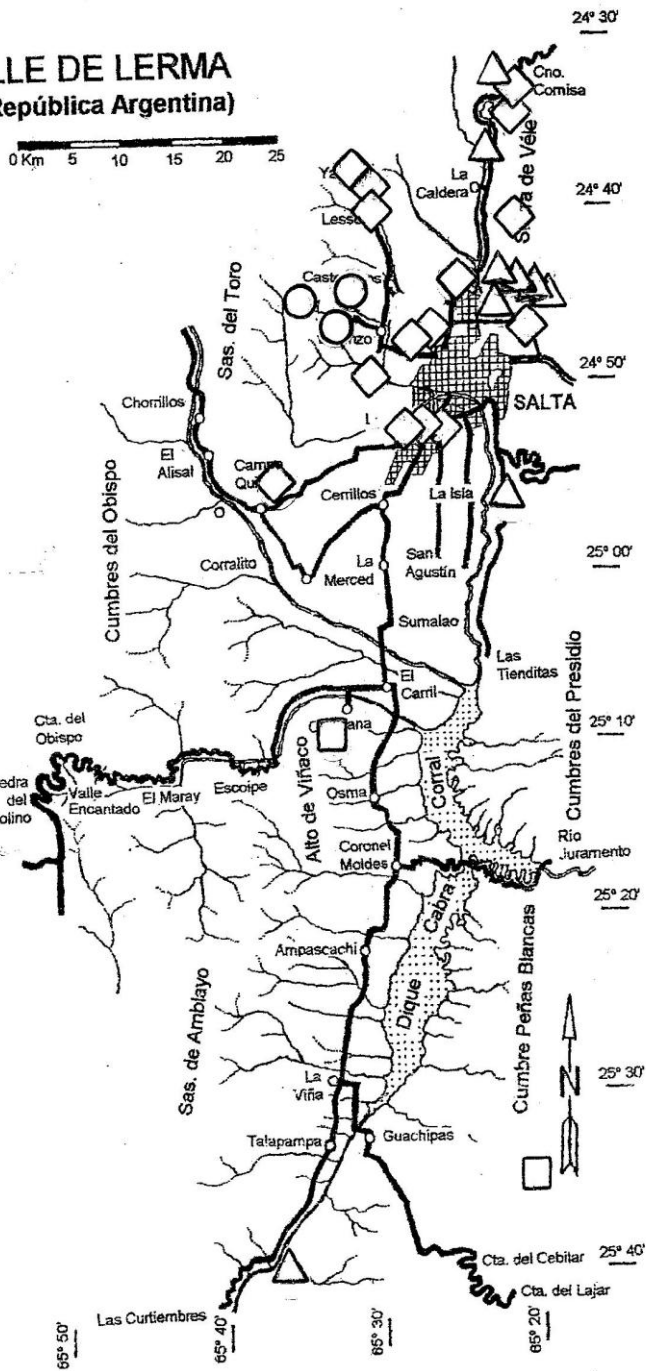 LLE DE LERMA
República Argentina)
0 Km 5 10 15 20 25
24° 30'
Cno.
Cornisa
La
Caldera
24° 40'
Lesse
Sas. del Toro
Cast
24° 50'
SALTA
Chorrillos
El
Alisal
Cumbres del Obispo
Cerrillos
La Isla
Corralito
La
Merced
San
Agustín
25° 00'
Sumalao
Las
Tienditas
El
Carril
Cumbres del Presidio
Cta. del
Obispo
25° 10'
Valle
Encantado
El Maray
Escoipe
Alto de Viñaco
Osma
Corral
del
Coronel
Moldes
Río
Juramento
25° 20'
Cabra
Ampascachi
Dique
Cumbre Peñas Blancas
Sas. de Amblayo
N
25° 30'
La
Viña
Talapampa
Guachipas
Cta. del Cebilar
25° 40'
Cta. del Lajar
Las Curtiembres
65° 50'
65° 40'
65° 30'
65° 20'